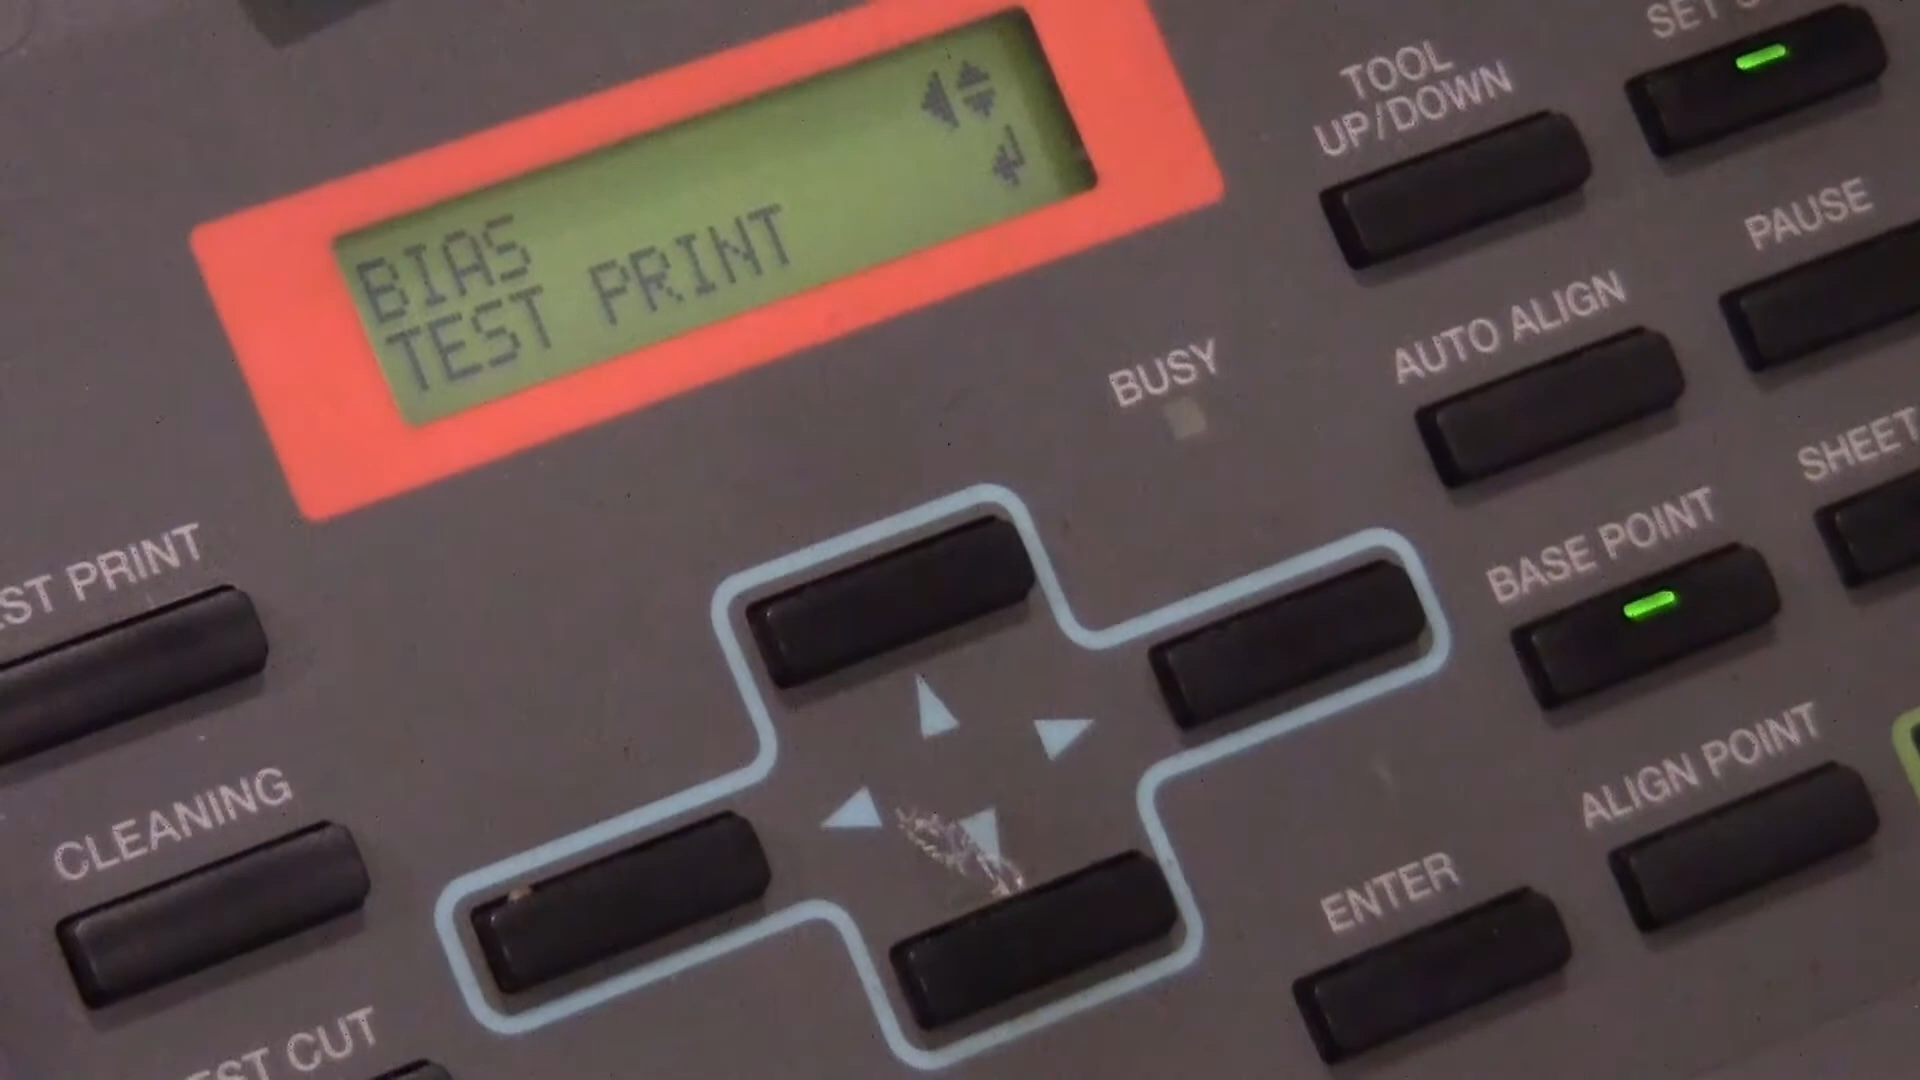 BIAS
TEST PRINT
TOOL
UP/DOWN
SET
PAUSE
BUSY
AUTO ALIGN
SHEET
BASE POINT
ST PRINT
ALIGN POINT
CLEANING
ENTER
EST CUT